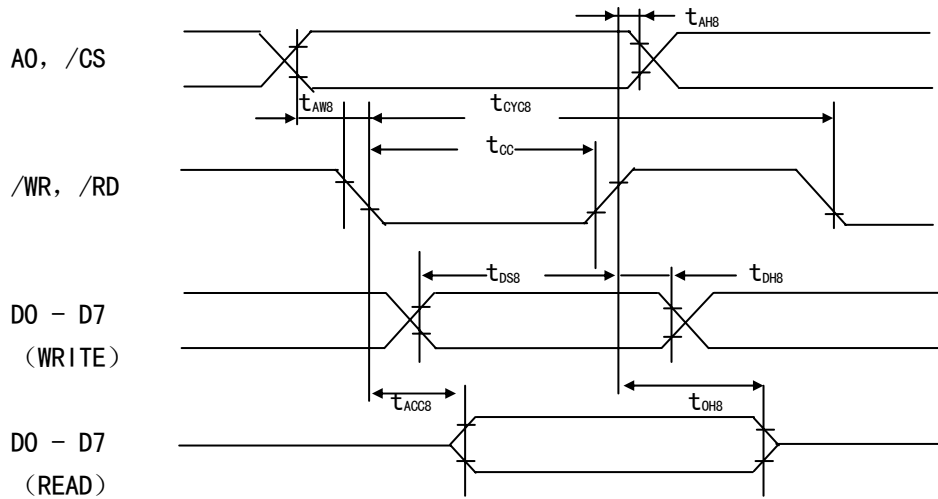 A0, /CS
tAH8
tAW8
tCYC8
tCC
/WR, /RD
tDS8
tDH8
D0 - D7
(WRITE)
tACC8
tOH8
D0 - D7
(READ)